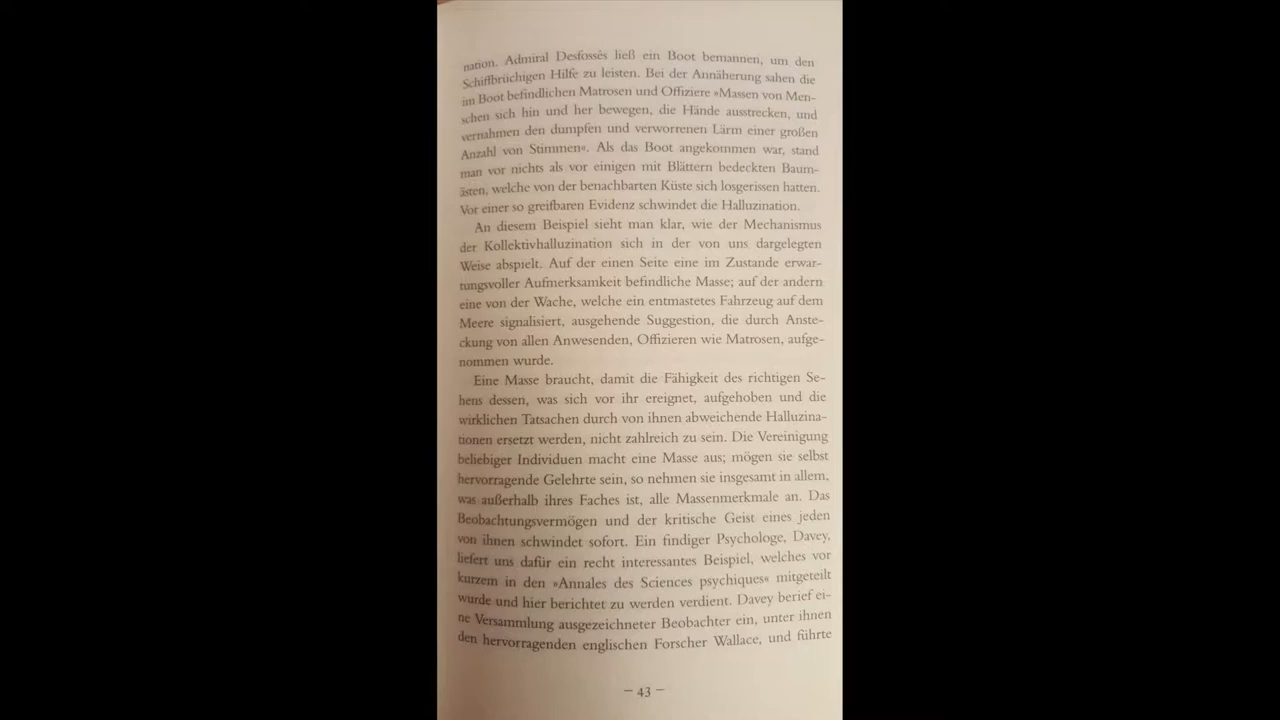 nation. Admiral Desfossés ließ ein Boot bemannen, um den
Schiffbrüchigen Hilfe zu leisten. Bei der Annäherung sahen die
im Boot befindlichen Matrosen und Offiziere »Massen von Men-
schen sich hin und her bewegen, die Hände ausstrecken, und
vernahmen den dumpfen und verworrenen Lärm einer großen
Anzahl von Stimmen«. Als das Boot angekommen war, stand
man vor nichts als vor einigen mit Blättern bedeckten Baum-
ästen, welche von der benachbarten Küste sich losgerissen hatten.
Vor einer so greifbaren Evidenz schwindet die Halluzination.
An diesem Beispiel sieht man klar, wie der Mechanismus
der Kollektivhalluzination sich in der von uns dargelegten
Weise abspielt. Auf der einen Seite eine im Zustande erwar-
tungsvoller Aufmerksamkeit befindliche Masse; auf der andern
eine von der Wache, welche ein entmastetes Fahrzeug auf dem
Meere signalisiert, ausgehende Suggestion, die durch Anste-
ckung von allen Anwesenden, Offizieren wie Matrosen, aufge-
nommen wurde.
Eine Masse braucht, damit die Fähigkeit des richtigen Se-
hens dessen, was sich vor ihr ereignet, aufgehoben und die
wirklichen Tatsachen durch von ihnen abweichende Halluzina-
tionen ersetzt werden, nicht zahlreich zu sein. Die Vereinigung
beliebiger Individuen macht eine Masse aus; mögen sie selbst
hervorragende Gelehrte sein, so nehmen sie insgesamt in allem,
was außerhalb ihres Faches ist, alle Massenmerkmale an. Das
Beobachtungsvermögen und der kritische Geist eines jeden
von ihnen schwindet sofort. Ein findiger Psychologe, Davey,
liefert uns dafür ein recht interessantes Beispiel, welches vor
kurzem in den »Annales des Sciences psychiques« mitgeteilt
wurde und hier berichtet zu werden verdient. Davey berief ei-
ne Versammlung ausgezeichneter Beobachter ein, unter ihnen
den hervorragenden englischen Forscher Wallace, und führte
– 43 –